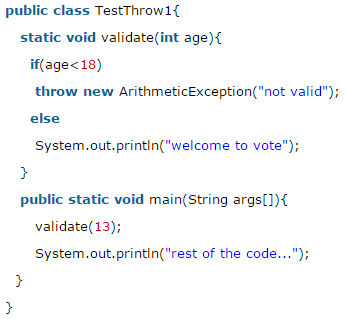 public class TestThrow1{
static void validate(int age){
if(age<18)
throw new ArithmeticException("not valid");
else
System.out.println("welcome to vote");
}
public static void main(String args[]){
validate(13);
System.out.println("rest of the code...");
}
}